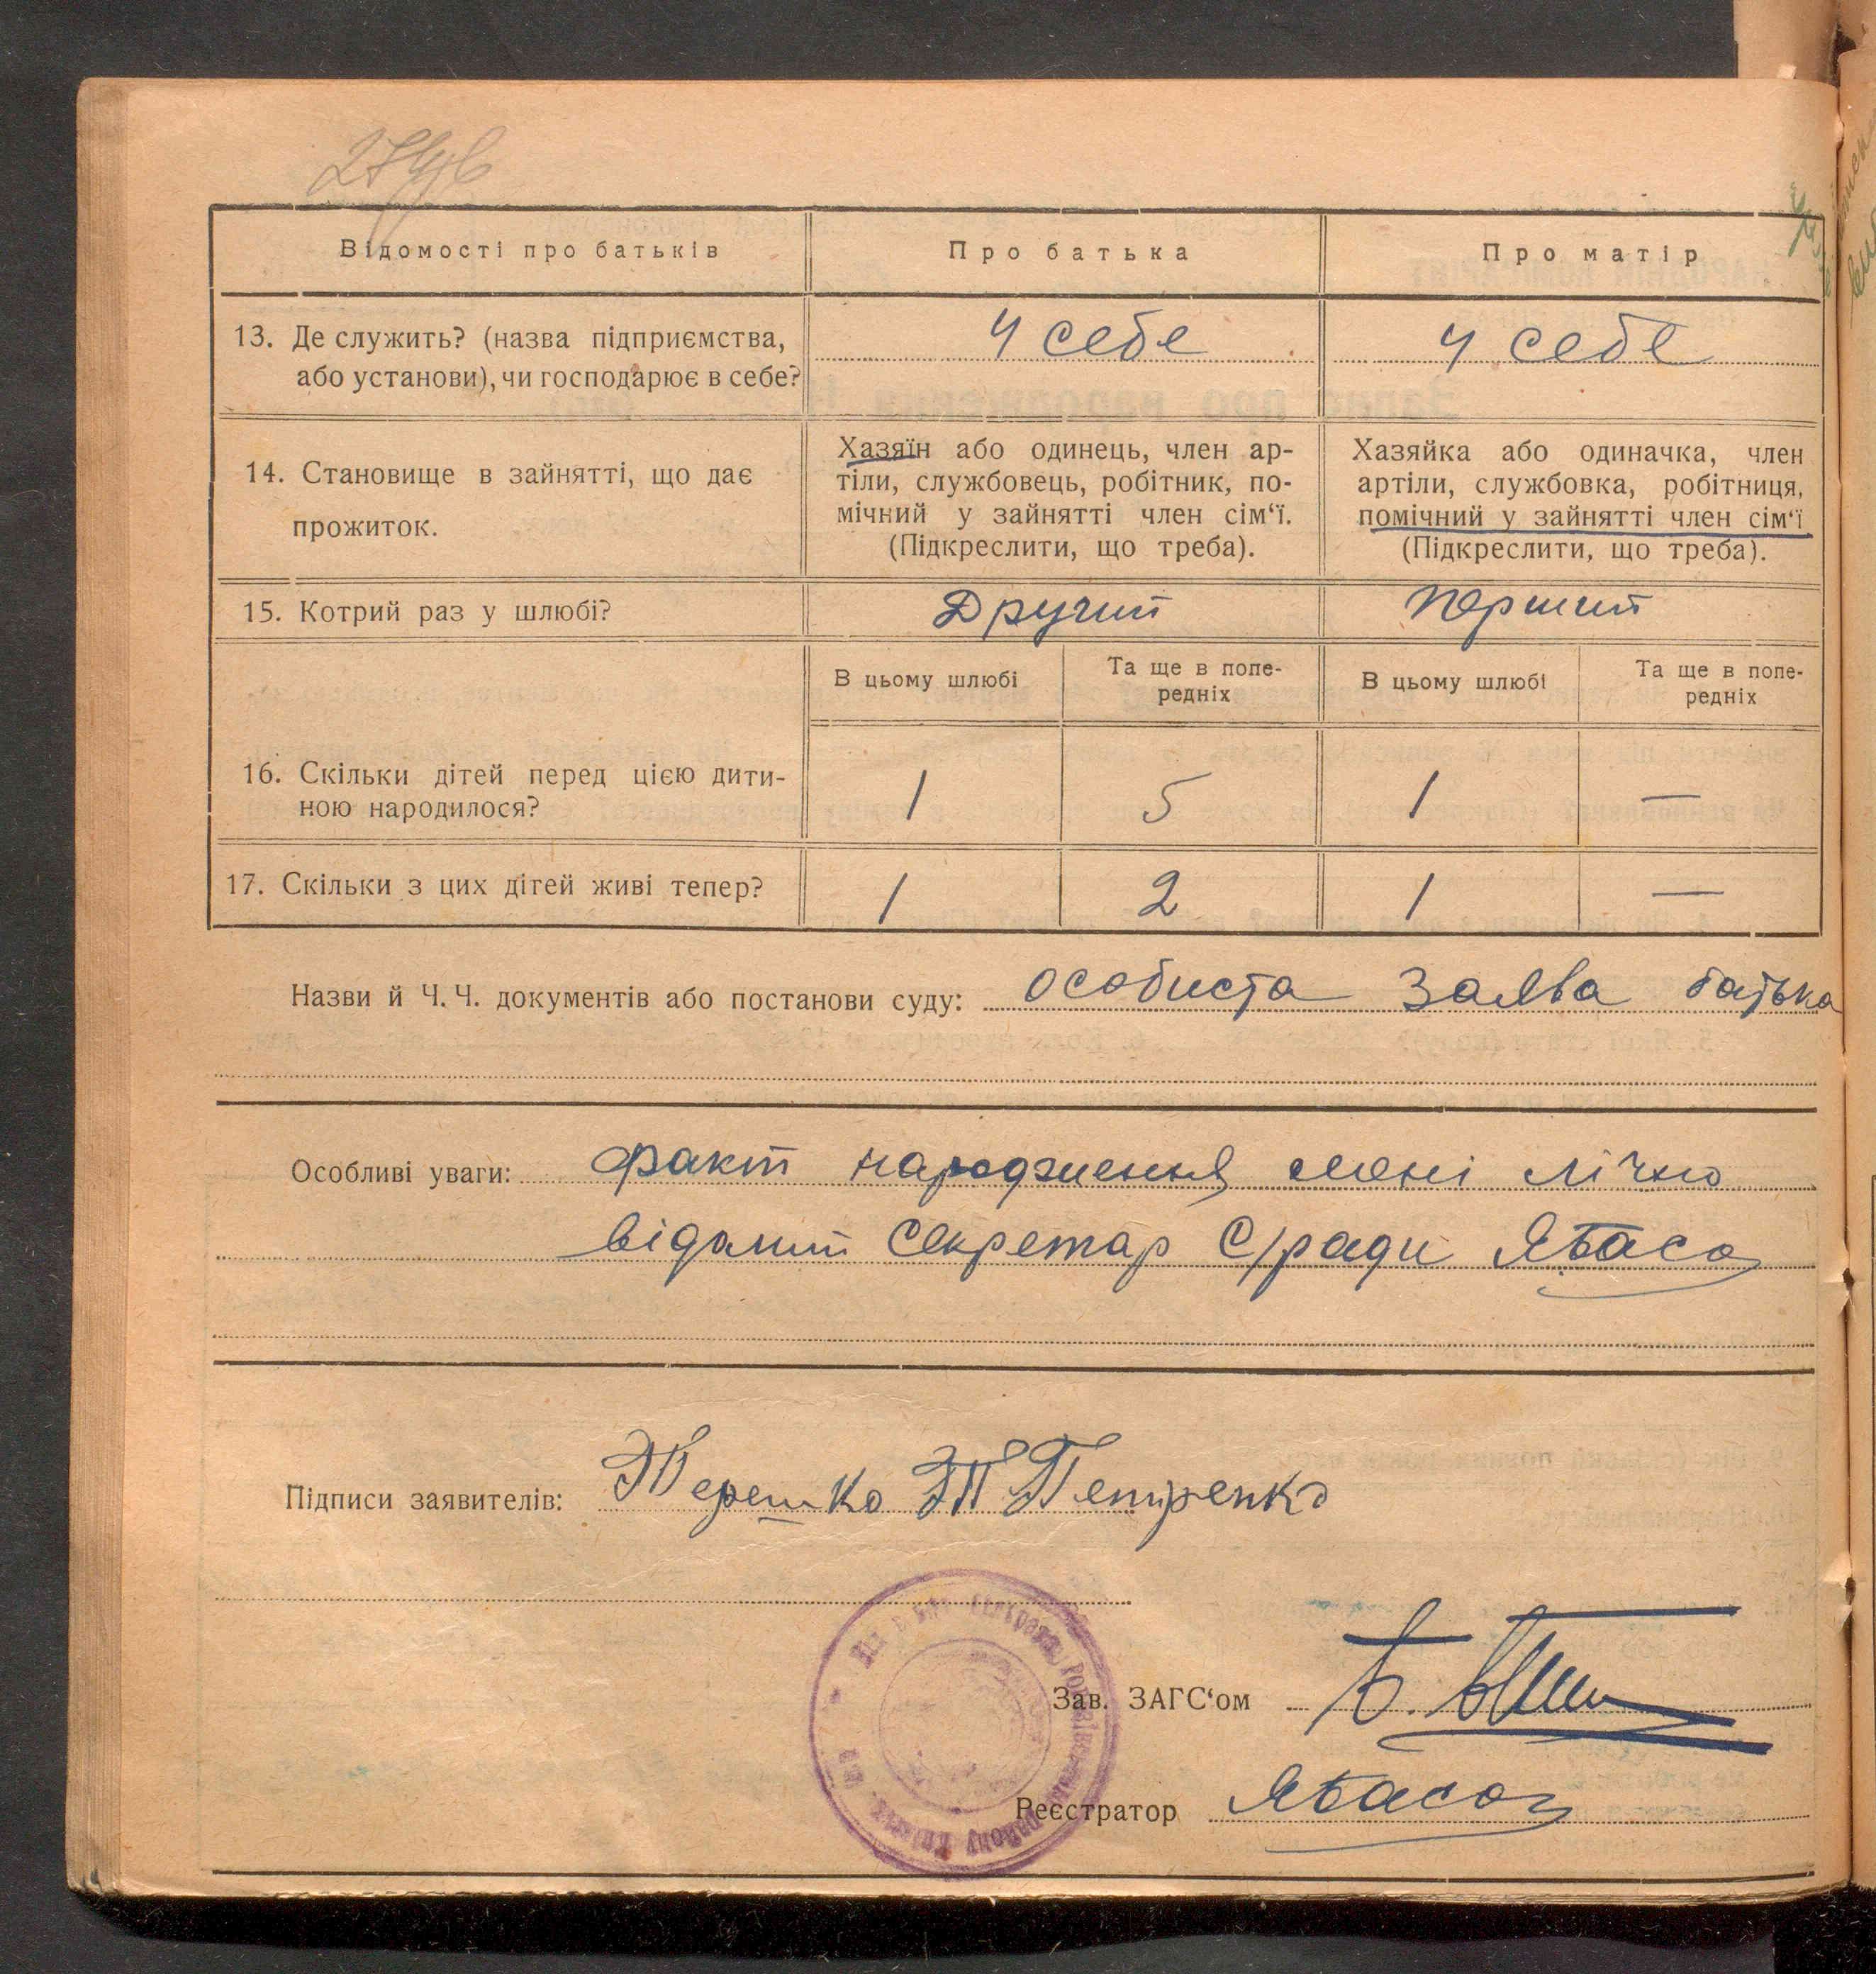 Відомості про батьків
Про батька
Про матір
13. Де служить? (назва підприємства,
або установи), чи господарює в себе?
У себе
у себе
14. Становище в зайнятті, що дає
прожиток.
Хазяїн або одинець, член ар-
тіли, службовець, робітник, по-
мічний у зайнятті член сім‘ї.
(Підкреслити, що треба).
Хазяйка або одиначка, член
артіли, службовка, робітниця,
помічний у зайнятті член сім‘ї
(Підкреслити, що треба).
15. Котрий раз у шлюбі?
Другий
перший
В цьому шлюбі
Та ще в попе-
редніх
В цьому шлюбі
Та ще в попе-
редніх
16. Скільки дітей перед цією дити-
ною народилося?
1
5
1
—
17. Скільки з цих дітей живі тепер?
1
2
1
—
Назви й Ч.Ч. документів або постанови суду: особиста заява батька
Особливі уваги: факт народження мені лічно
відомий секретар С/ради
Підписи заявителів: Петренко
Зав. ЗАГС‘ом
Реєстратор